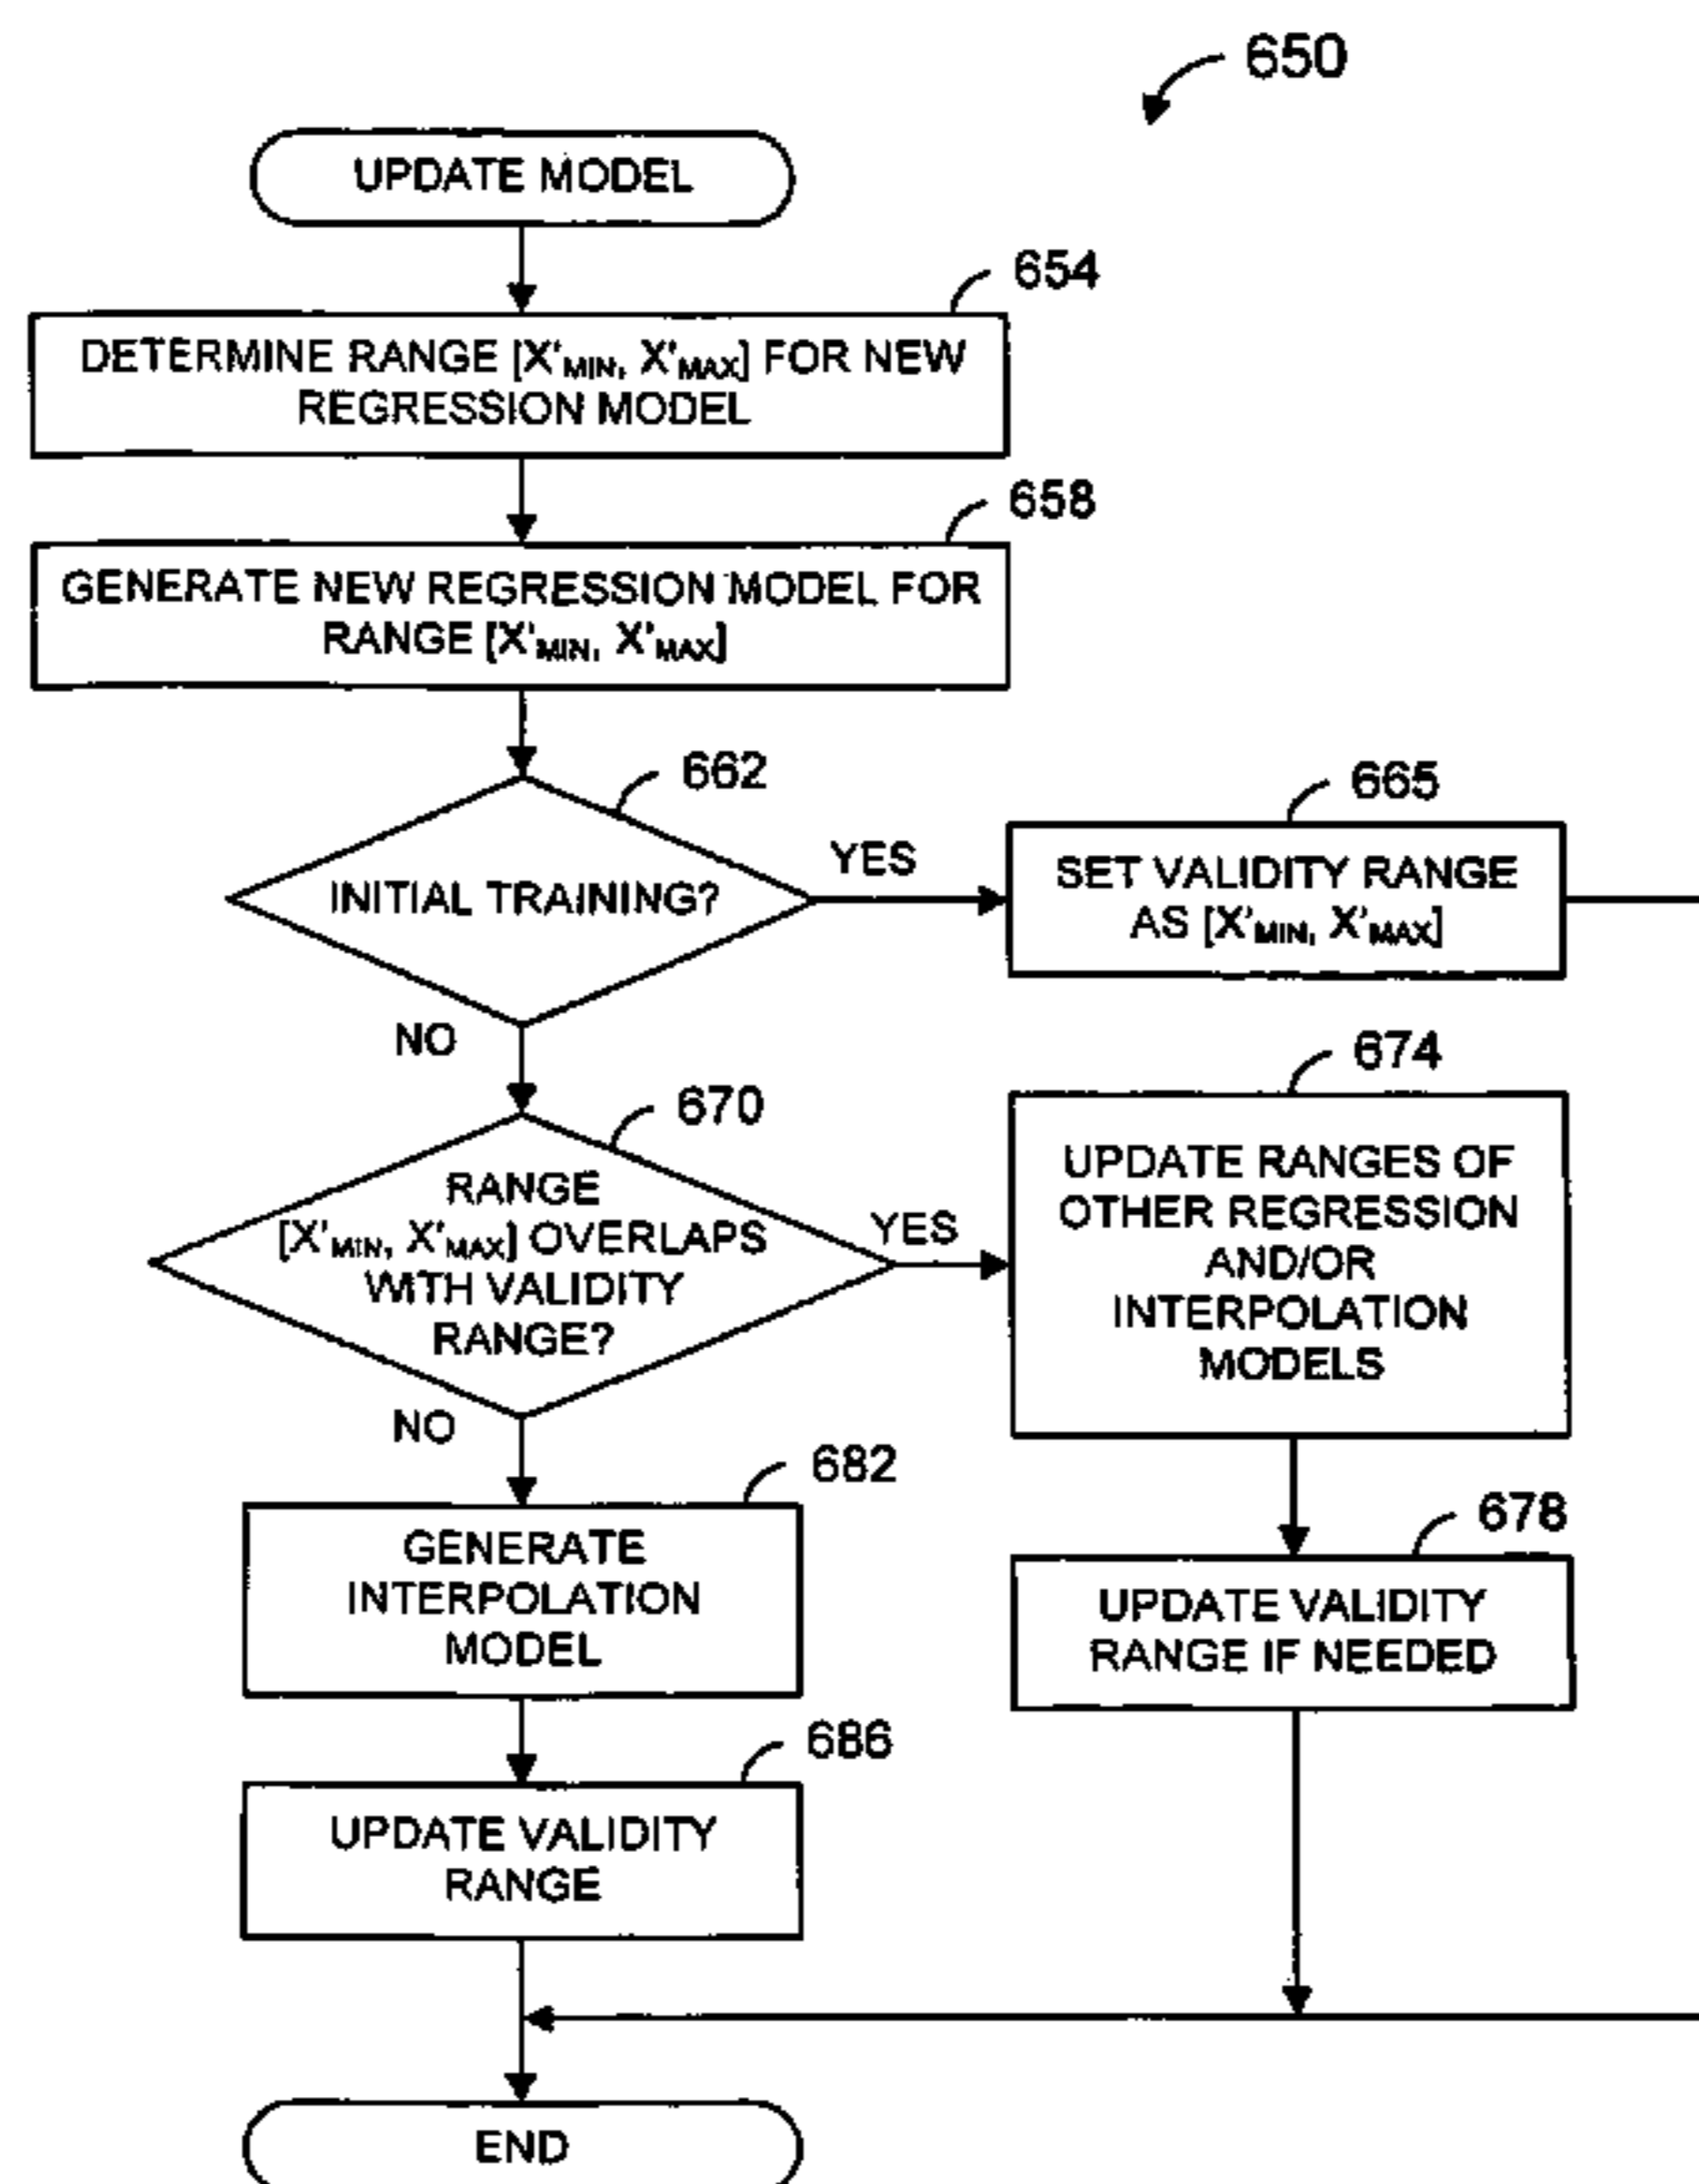 650
UPDATE MODEL
654
DETERMINE RANGE [X'MIN, X'MAX] FOR NEW
REGRESSION MODEL
658
GENERATE NEW REGRESSION MODEL FOR
RANGE [X'MIN, X'MAX]
662
INITIAL TRAINING?
YES
665
SET VALIDITY RANGE
AS [X'MIN, X'MAX]
NO
670
RANGE
[X'MIN, X'MAX] OVERLAPS
WITH VALIDITY
RANGE?
YES
674
UPDATE RANGES OF
OTHER REGRESSION
AND/OR
INTERPOLATION
MODELS
NO
682
GENERATE
INTERPOLATION
MODEL
678
UPDATE VALIDITY
RANGE IF NEEDED
686
UPDATE VALIDITY
RANGE
END